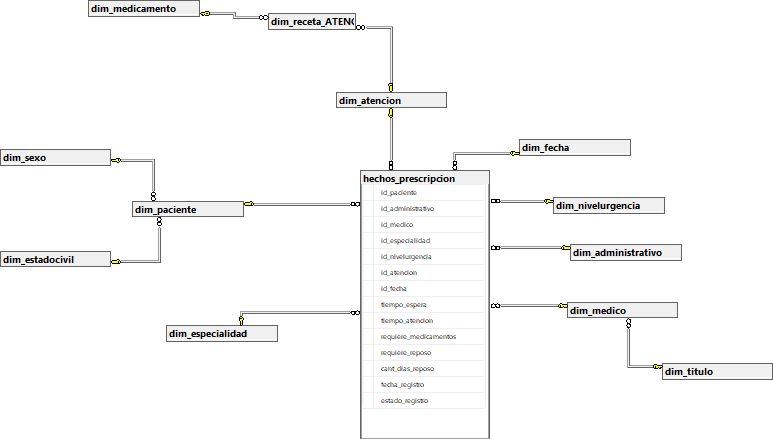 dim_medicamento
dim_receta_ATENC
dim_atencion
dim_fecha
dim_sexo
hechos_prescripcion
id_paciente
id_administrativo
id_medico
id_especialidad
id_nivelurgencia
id_atencion
id_fecha
tiempo_espera
tiempo_atencion
requiere_medicamentos
requiere_reposo
cant_dias_reposo
fecha_registro
estado_registro
dim_nivelurgencia
dim_paciente
dim_administrativo
dim_estadocivil
dim_medico
dim_especialidad
dim_titulo